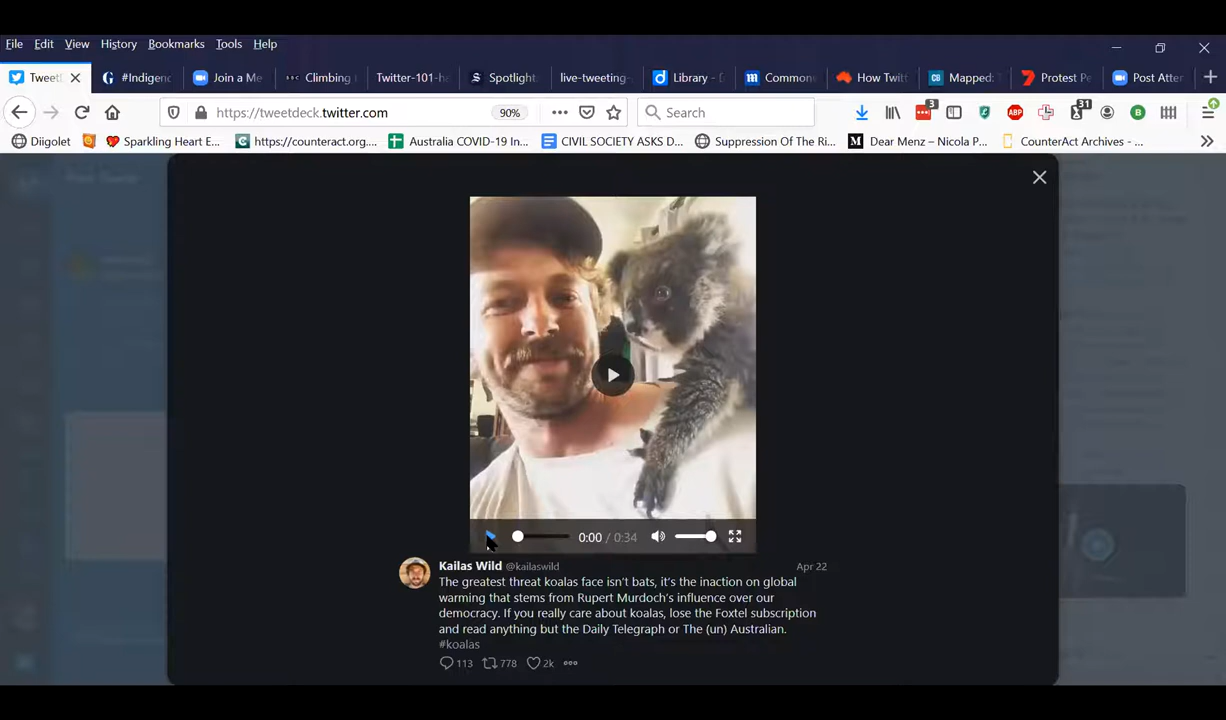 File Edit View History Bookmarks Tools Help
Tweet #Indigenc Join a Me Climbing Twitter-101-he Spotlight live-tweeting- Library - Common How Twit Mapped: Protest Pe Post Atter
https://tweetdeck.twitter.com 90% Search 3 ABP 31
Diigolet Sparkling Heart E... https://counteract.org.... Australia COVID-19 In... CIVIL SOCIETY ASKS D... Suppression Of The Ri... Dear Menz – Nicola P... CounterAct Archives - ...
0:00 / 0:34
Kailas Wild @kailaswild Apr 22
The greatest threat koalas face isn't bats, it's the inaction on global
warming that stems from Rupert Murdoch's influence over our
democracy. If you really care about koalas, lose the Foxtel subscription
and read anything but the Daily Telegraph or The (un) Australian.
#koalas
113 778 2k